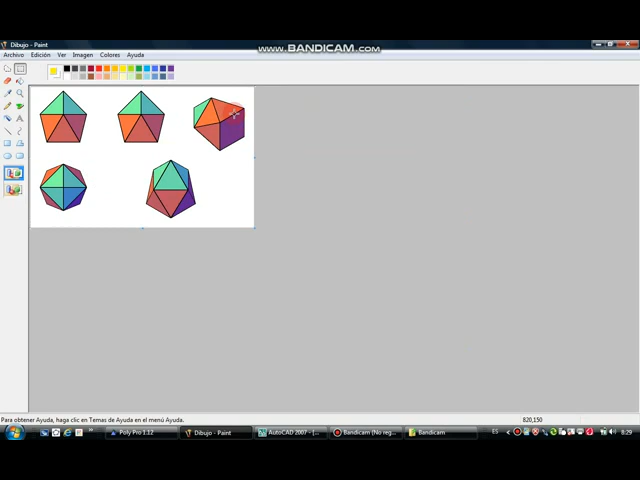 WWW.BANDICAM.COM
Dibujo - Paint
Archivo Edición Ver Imagen Colores Ayuda
Para obtener Ayuda, haga clic en Temas de Ayuda en el menú Ayuda.
820,150
Poly Pro 1.12
Dibujo - Paint
AutoCAD 2007 - [...
Bandicam (No reg...
Bandicam
ES
8:29